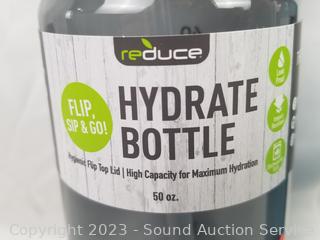 reduce
FLIP,
SIP & GO!
HYDRATE
BOTTLE
Hygienic Flip Top Lid | High Capacity for Maximum Hydration
50 oz.
Copyright 2023 - Sound Auction Service